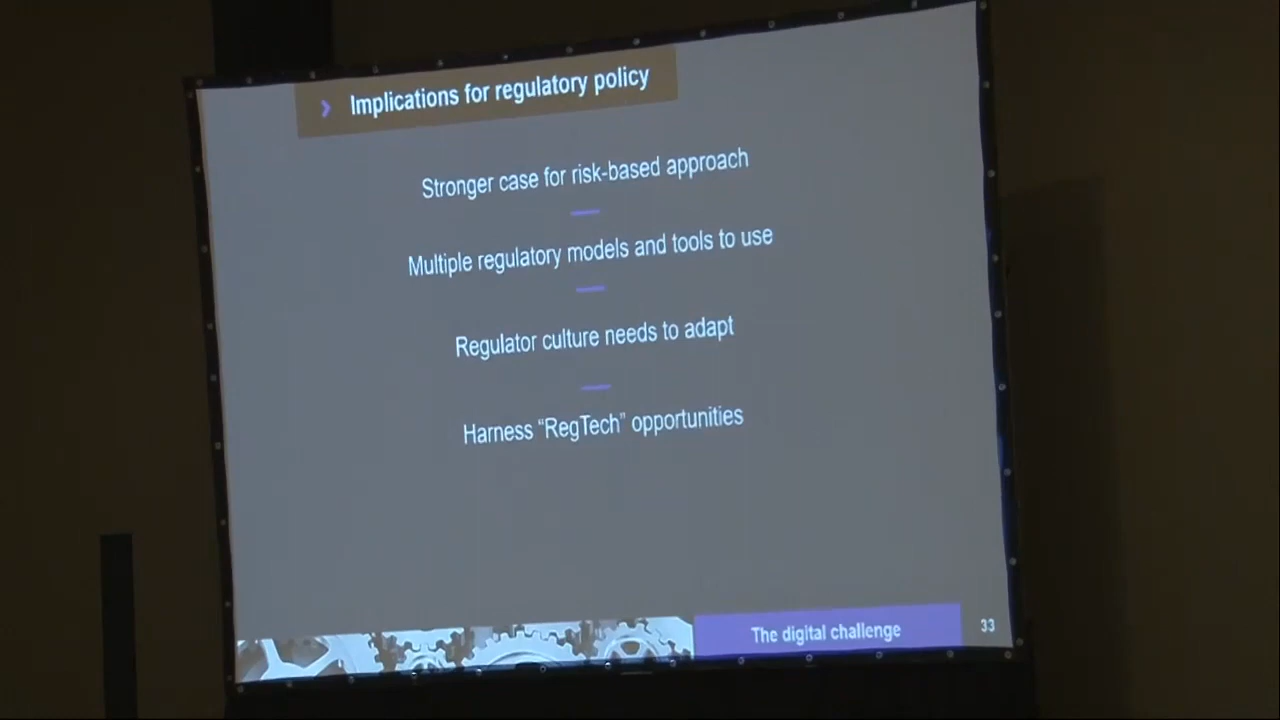 Implications for regulatory policy
Stronger case for risk-based approach
Multiple regulatory models and tools to use
Regulator culture needs to adapt
Harness “RegTech” opportunities
The digital challenge
33